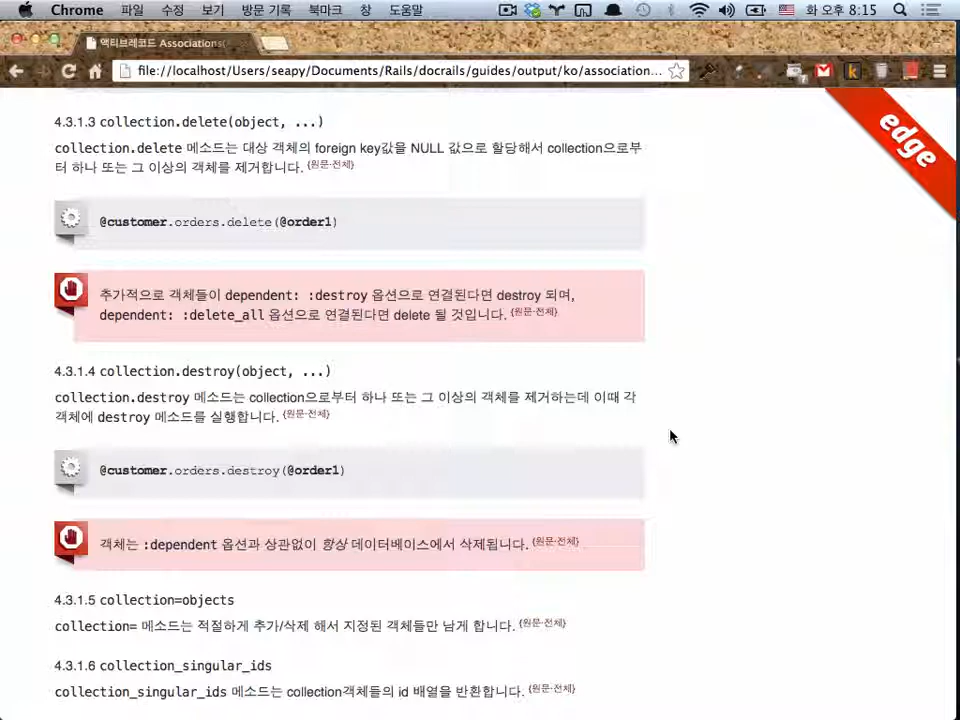 Chrome 파일 수정 보기 방문 기록 북마크 창 도움말 화 오후 8:15
액티브레코드 Associations(
file://localhost/Users/seapy/Documents/Rails/docrails/guides/output/ko/association...
edge
4.3.1.3 collection.delete(object, ...)
collection.delete 메소드는 대상 객체의 foreign key값을 NULL 값으로 할당해서 collection으로부
터 하나 또는 그 이상의 객체를 제거합니다. {원문·전체}
@customer.orders.delete(@order1)
추가적으로 객체들이 dependent: :destroy 옵션으로 연결된다면 destroy 되며,
dependent: :delete_all 옵션으로 연결된다면 delete 될 것입니다. {원문·전체}
4.3.1.4 collection.destroy(object, ...)
collection.destroy 메소드는 collection으로부터 하나 또는 그 이상의 객체를 제거하는데 이때 각
객체에 destroy 메소드를 실행합니다. {원문·전체}
@customer.orders.destroy(@order1)
객체는 :dependent 옵션과 상관없이 항상 데이터베이스에서 삭제됩니다. {원문·전체}
4.3.1.5 collection=objects
collection= 메소드는 적절하게 추가/삭제 해서 지정된 객체들만 남게 합니다. {원문·전체}
4.3.1.6 collection_singular_ids
collection_singular_ids 메소드는 collection객체들의 id 배열을 반환합니다. {원문·전체}